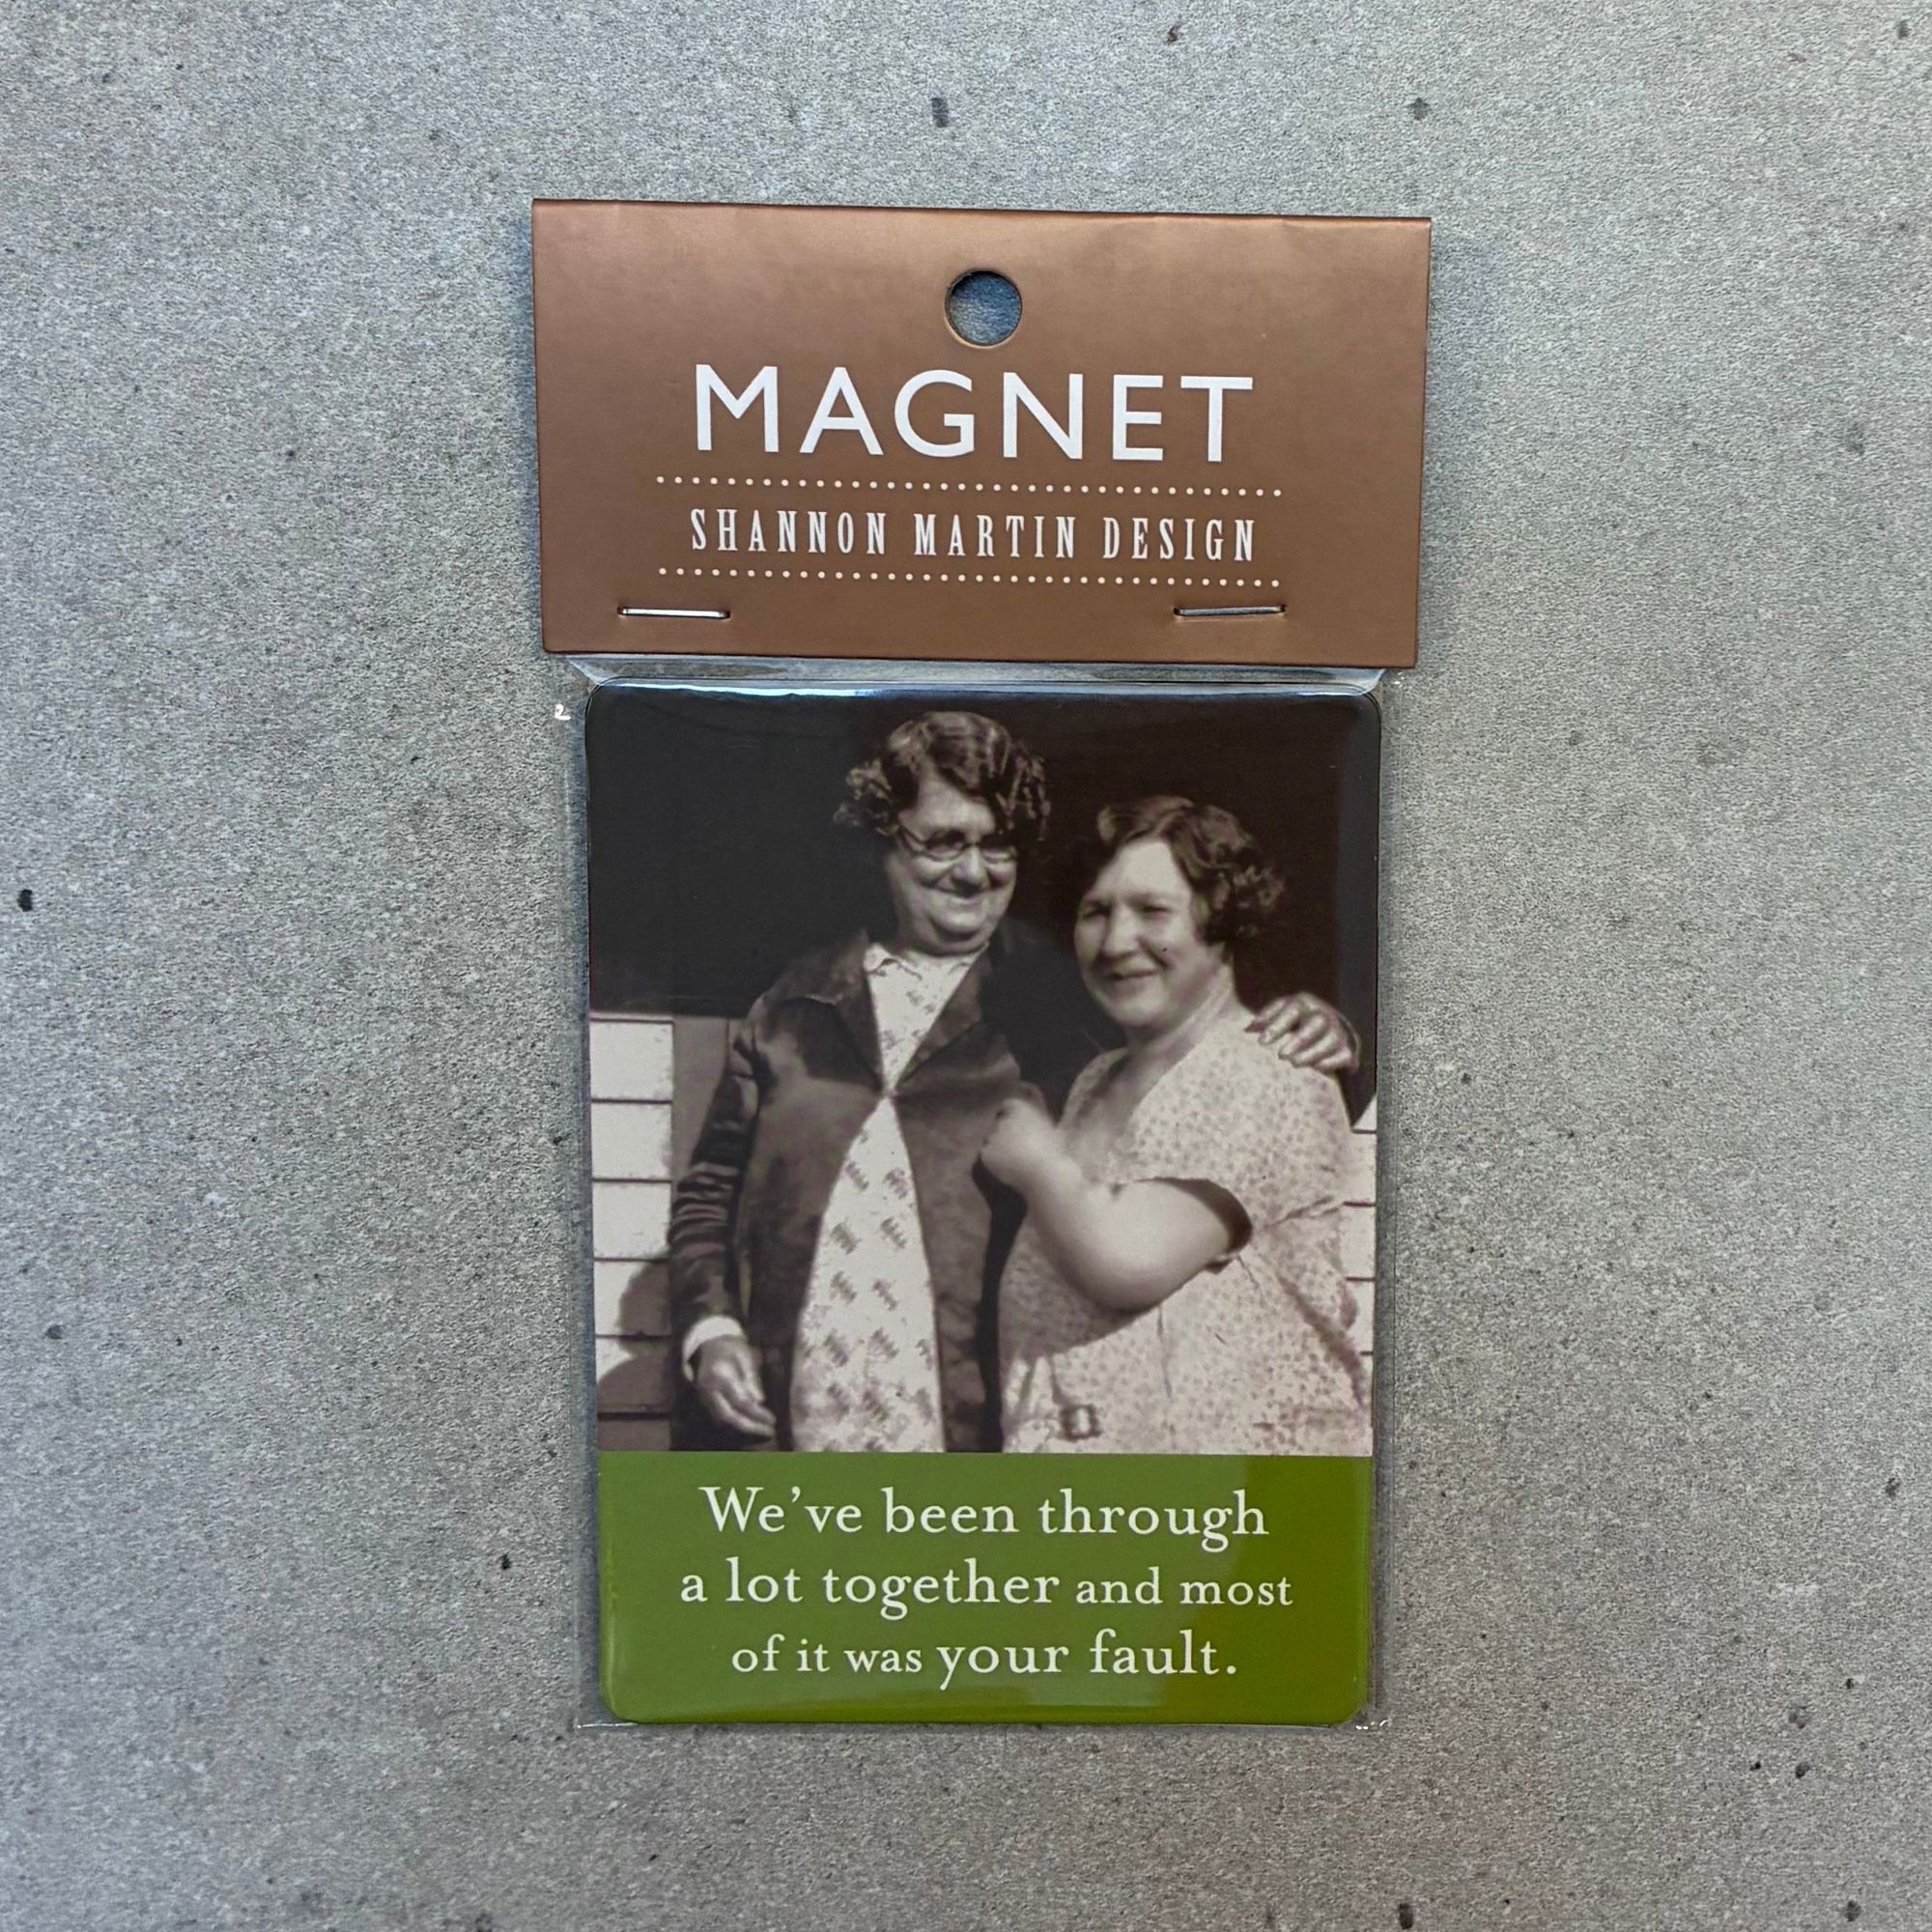 MAGNET
SHANNON MARTIN DESIGN
We’ve been through
a lot together and most
of it was your fault.